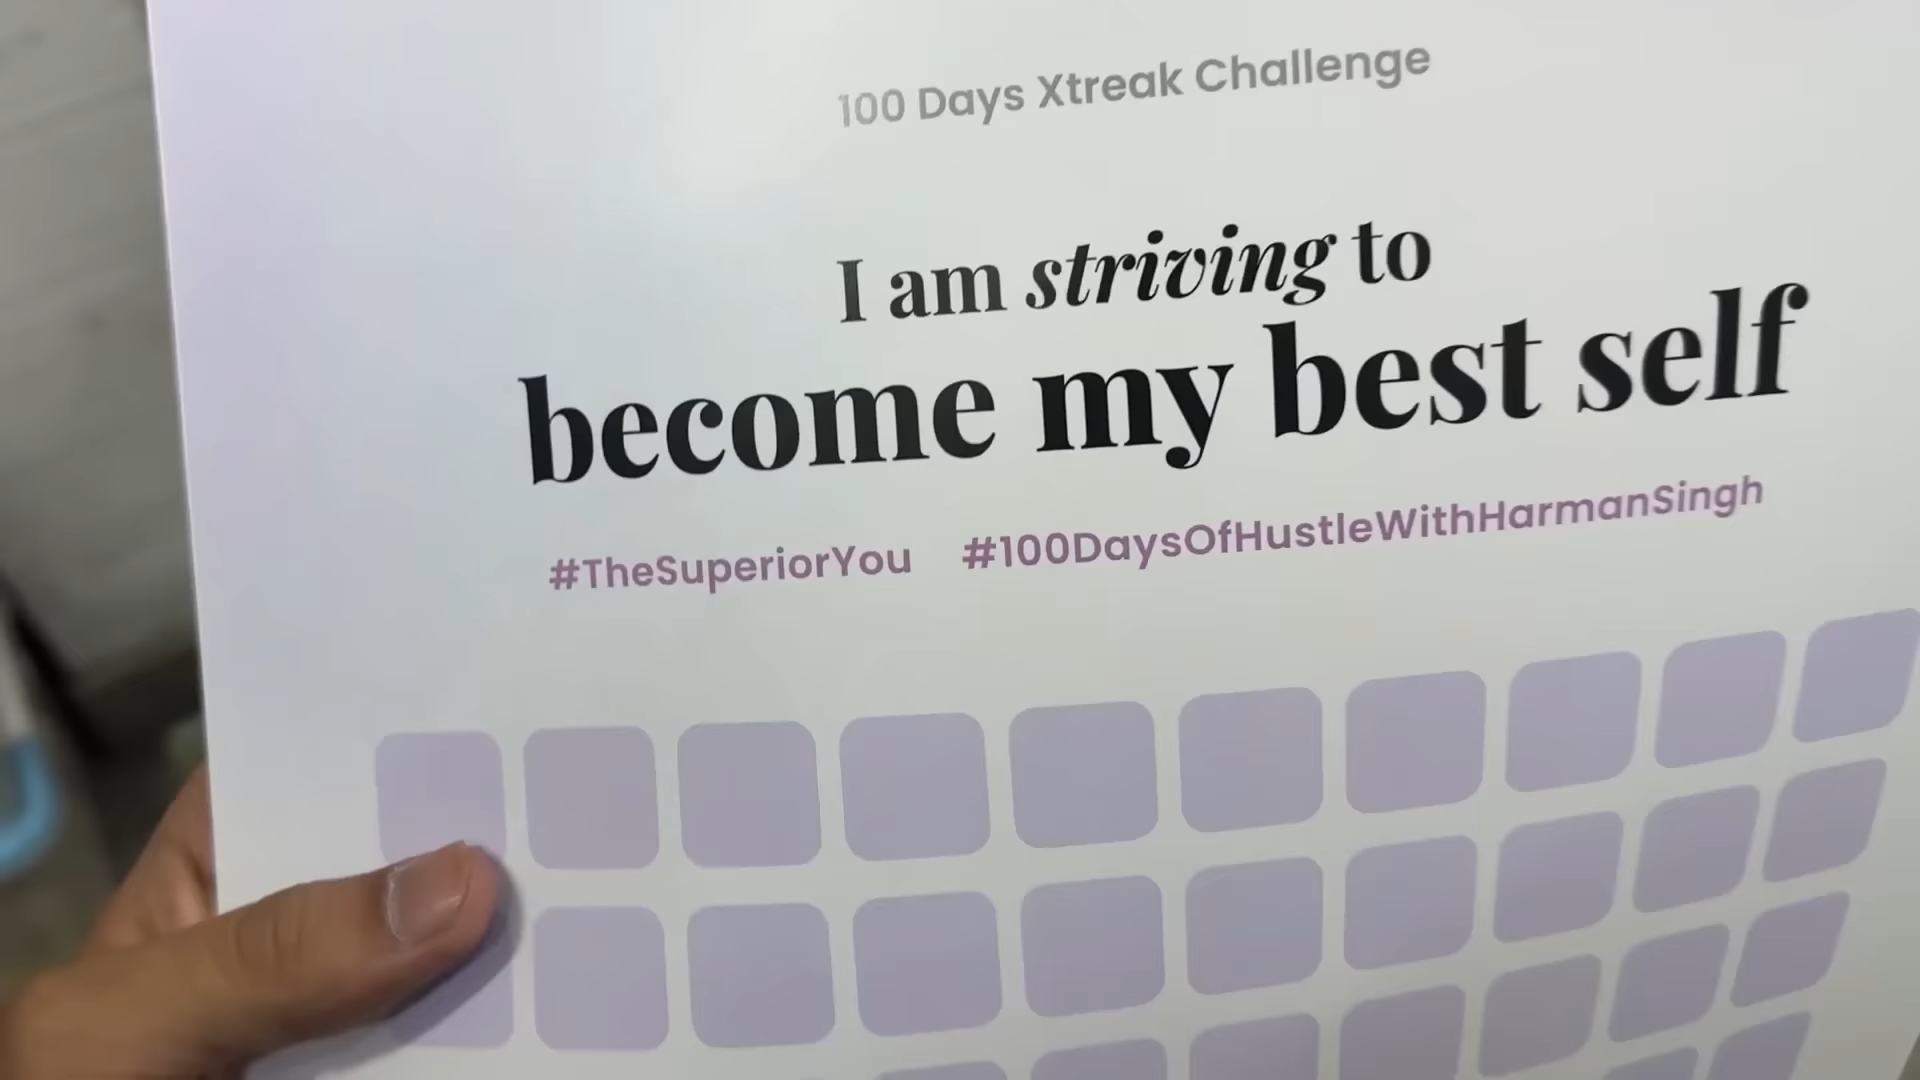 100 Days Xtreak Challenge
I am striving to
become my best self
#TheSuperiorYou #100DaysOfHustleWithHarmanSingh